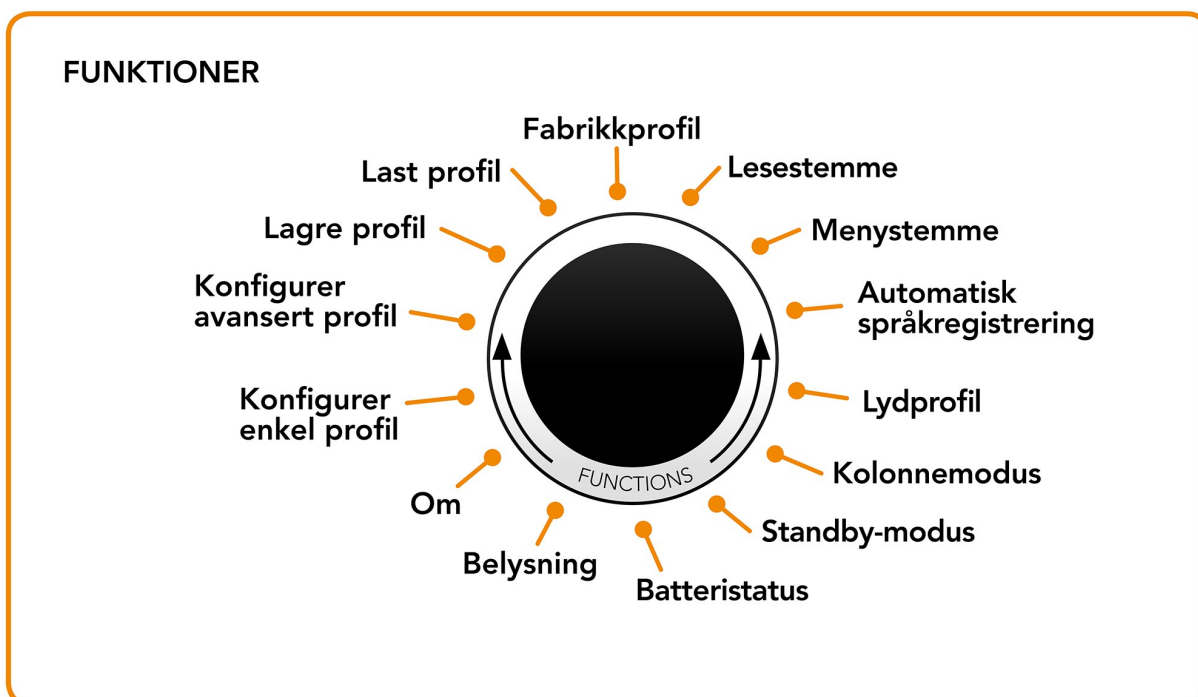 FUNKTIONER
Fabrikkprofil
Last profil
Lesestemme
Lagre profil
Menystemme
Konfigurer
avansert profil
Automatisk
språkregistrering
Konfigurer
enkel profil
Lydprofil
Kolonnemodus
FUNCTIONS
Om
Standby-modus
Belysning
Batteristatus